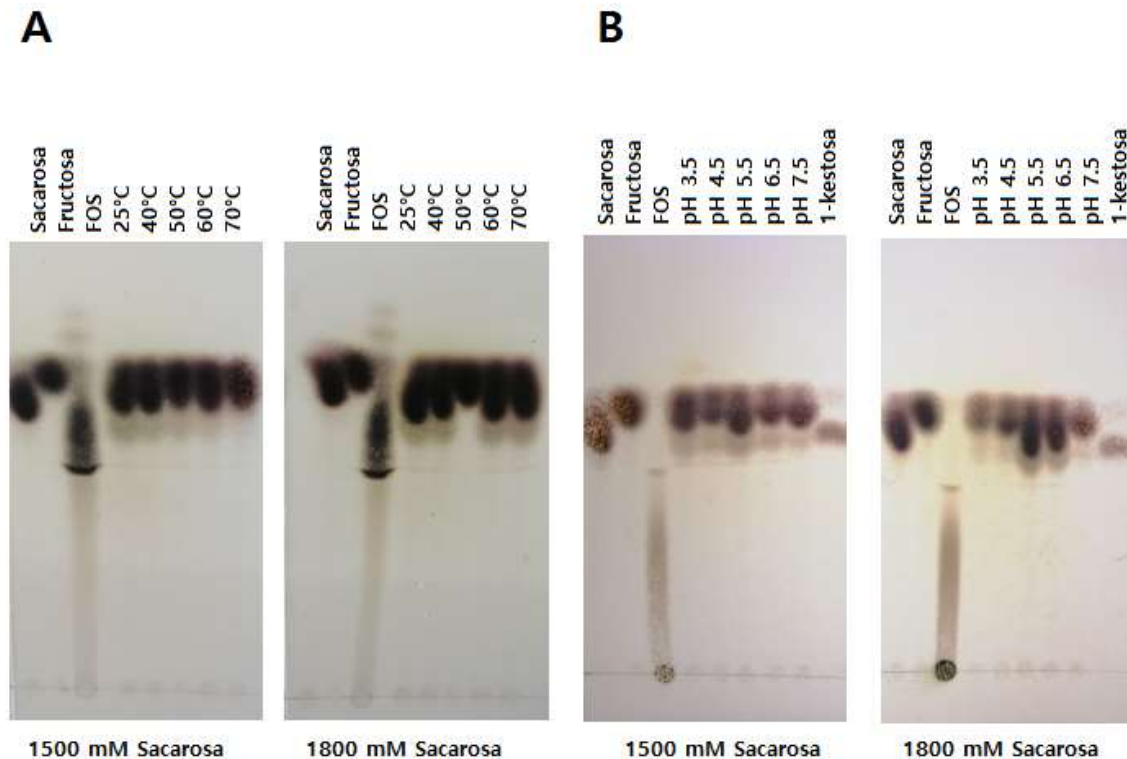 A
Sacarosa
Fructosa
FOS
25°C
40°C
50°C
60°C
70°C
1500 mM Sacarosa
Sacarosa
Fructosa
FOS
25°C
40°C
50°C
60°C
70°C
1800 mM Sacarosa
B
Sacarosa
Fructosa
FOS
pH 3.5
pH 4.5
pH 5.5
pH 6.5
pH 7.5
1-kestosa
1500 mM Sacarosa
Sacarosa
Fructosa
FOS
pH 3.5
pH 4.5
pH 5.5
pH 6.5
pH 7.5
1-kestosa
1800 mM Sacarosa